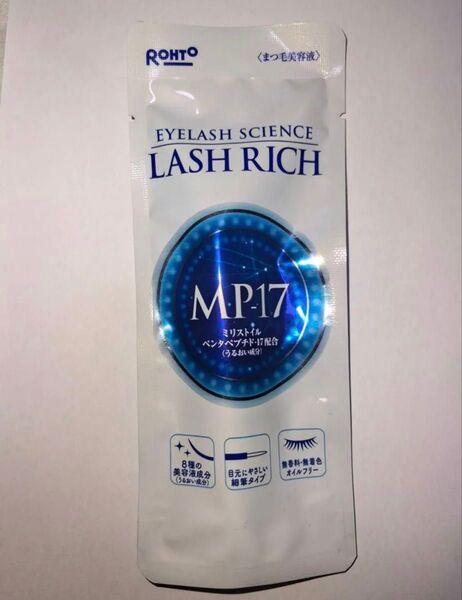 ROHTO
〈まつ毛美容液〉
EYELASH SCIENCE
LASH RICH
MP-17
ミリストイル
ペンタペプチド-17配合
(うるおい成分)
8種の
美容液成分
(うるおい成分)
目元にやさしい
細筆タイプ
無香料・無着色
オイルフリー